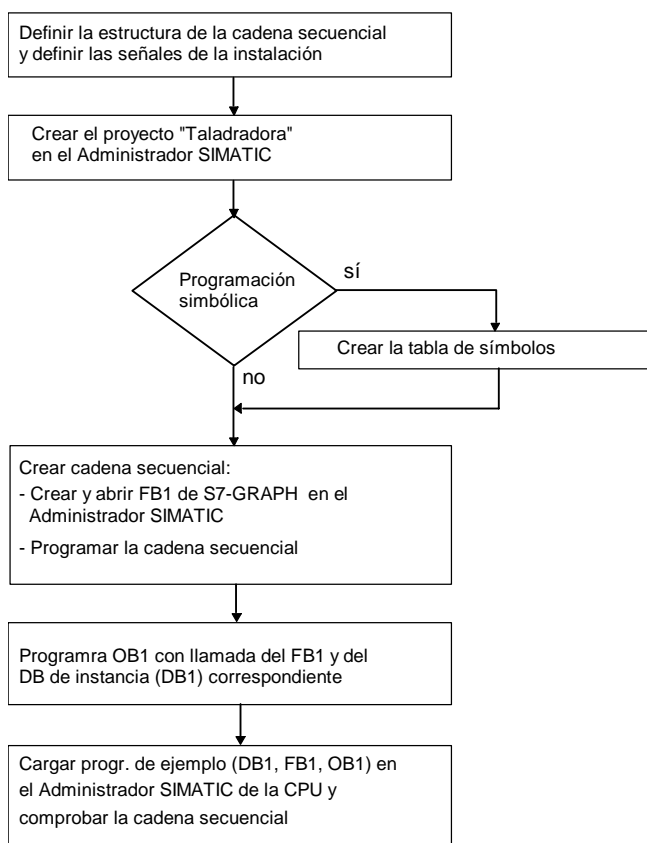 Definir la estructura de la cadena secuencial
y definir las señales de la instalación
Crear el proyecto "Taladradora"
en el Administrador SIMATIC
Programación
simbólica
sí
Crear la tabla de símbolos
no
Crear cadena secuencial:
- Crear y abrir FB1 de S7-GRAPH en el
Administrador SIMATIC
- Programar la cadena secuencial
Programra OB1 con llamada del FB1 y del
DB de instancia (DB1) correspondiente
Cargar progr. de ejemplo (DB1, FB1, OB1) en
el Administrador SIMATIC de la CPU y
comprobar la cadena secuencial